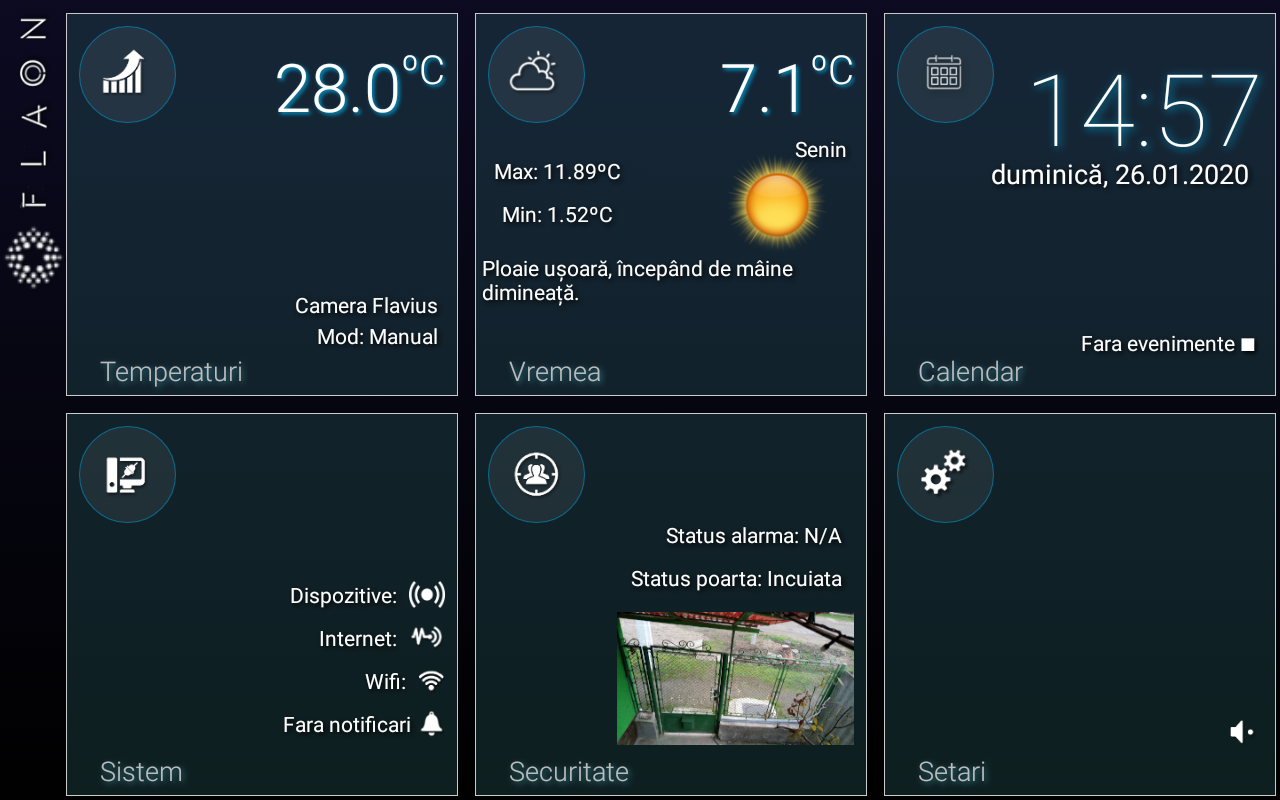 FLAON
28.0°C
Camera Flavius
Mod: Manual
Temperaturi
7.1°C
Senin
Max: 11.89ºC
Min: 1.52ºC
Ploaie ușoară, începând de mâine
dimineață.
Vremea
14:57
duminică, 26.01.2020
Fara evenimente
Calendar
Dispozitive:
Internet:
Wifi:
Fara notificari
Sistem
Status alarma: N/A
Status poarta: Incuiata
Securitate
Setari